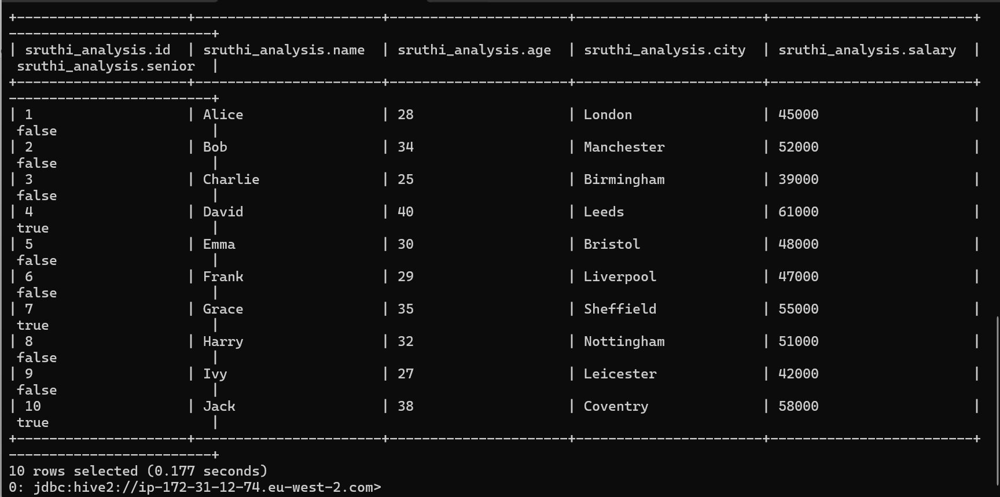 +----------------------+-----------------------+----------------------+-----------------------+-------------------------+
-------------------------+
| sruthi_analysis.id  | sruthi_analysis.name  | sruthi_analysis.age  | sruthi_analysis.city  | sruthi_analysis.salary  |
 sruthi_analysis.senior  |
+----------------------+-----------------------+----------------------+-----------------------+-------------------------+
-------------------------+
| 1                   | Alice                 | 28                   | London                | 45000                   |
 false                   |
| 2                   | Bob                   | 34                   | Manchester            | 52000                   |
 false                   |
| 3                   | Charlie               | 25                   | Birmingham            | 39000                   |
 false                   |
| 4                   | David                 | 40                   | Leeds                 | 61000                   |
 true                    |
| 5                   | Emma                  | 30                   | Bristol               | 48000                   |
 false                   |
| 6                   | Frank                 | 29                   | Liverpool             | 47000                   |
 false                   |
| 7                   | Grace                 | 35                   | Sheffield             | 55000                   |
 true                    |
| 8                   | Harry                 | 32                   | Nottingham            | 51000                   |
 false                   |
| 9                   | Ivy                   | 27                   | Leicester             | 42000                   |
 false                   |
| 10                  | Jack                  | 38                   | Coventry              | 58000                   |
 true                    |
+----------------------+-----------------------+----------------------+-----------------------+-------------------------+
-------------------------+
10 rows selected (0.177 seconds)
0: jdbc:hive2://ip-172-31-12-74.eu-west-2.com>